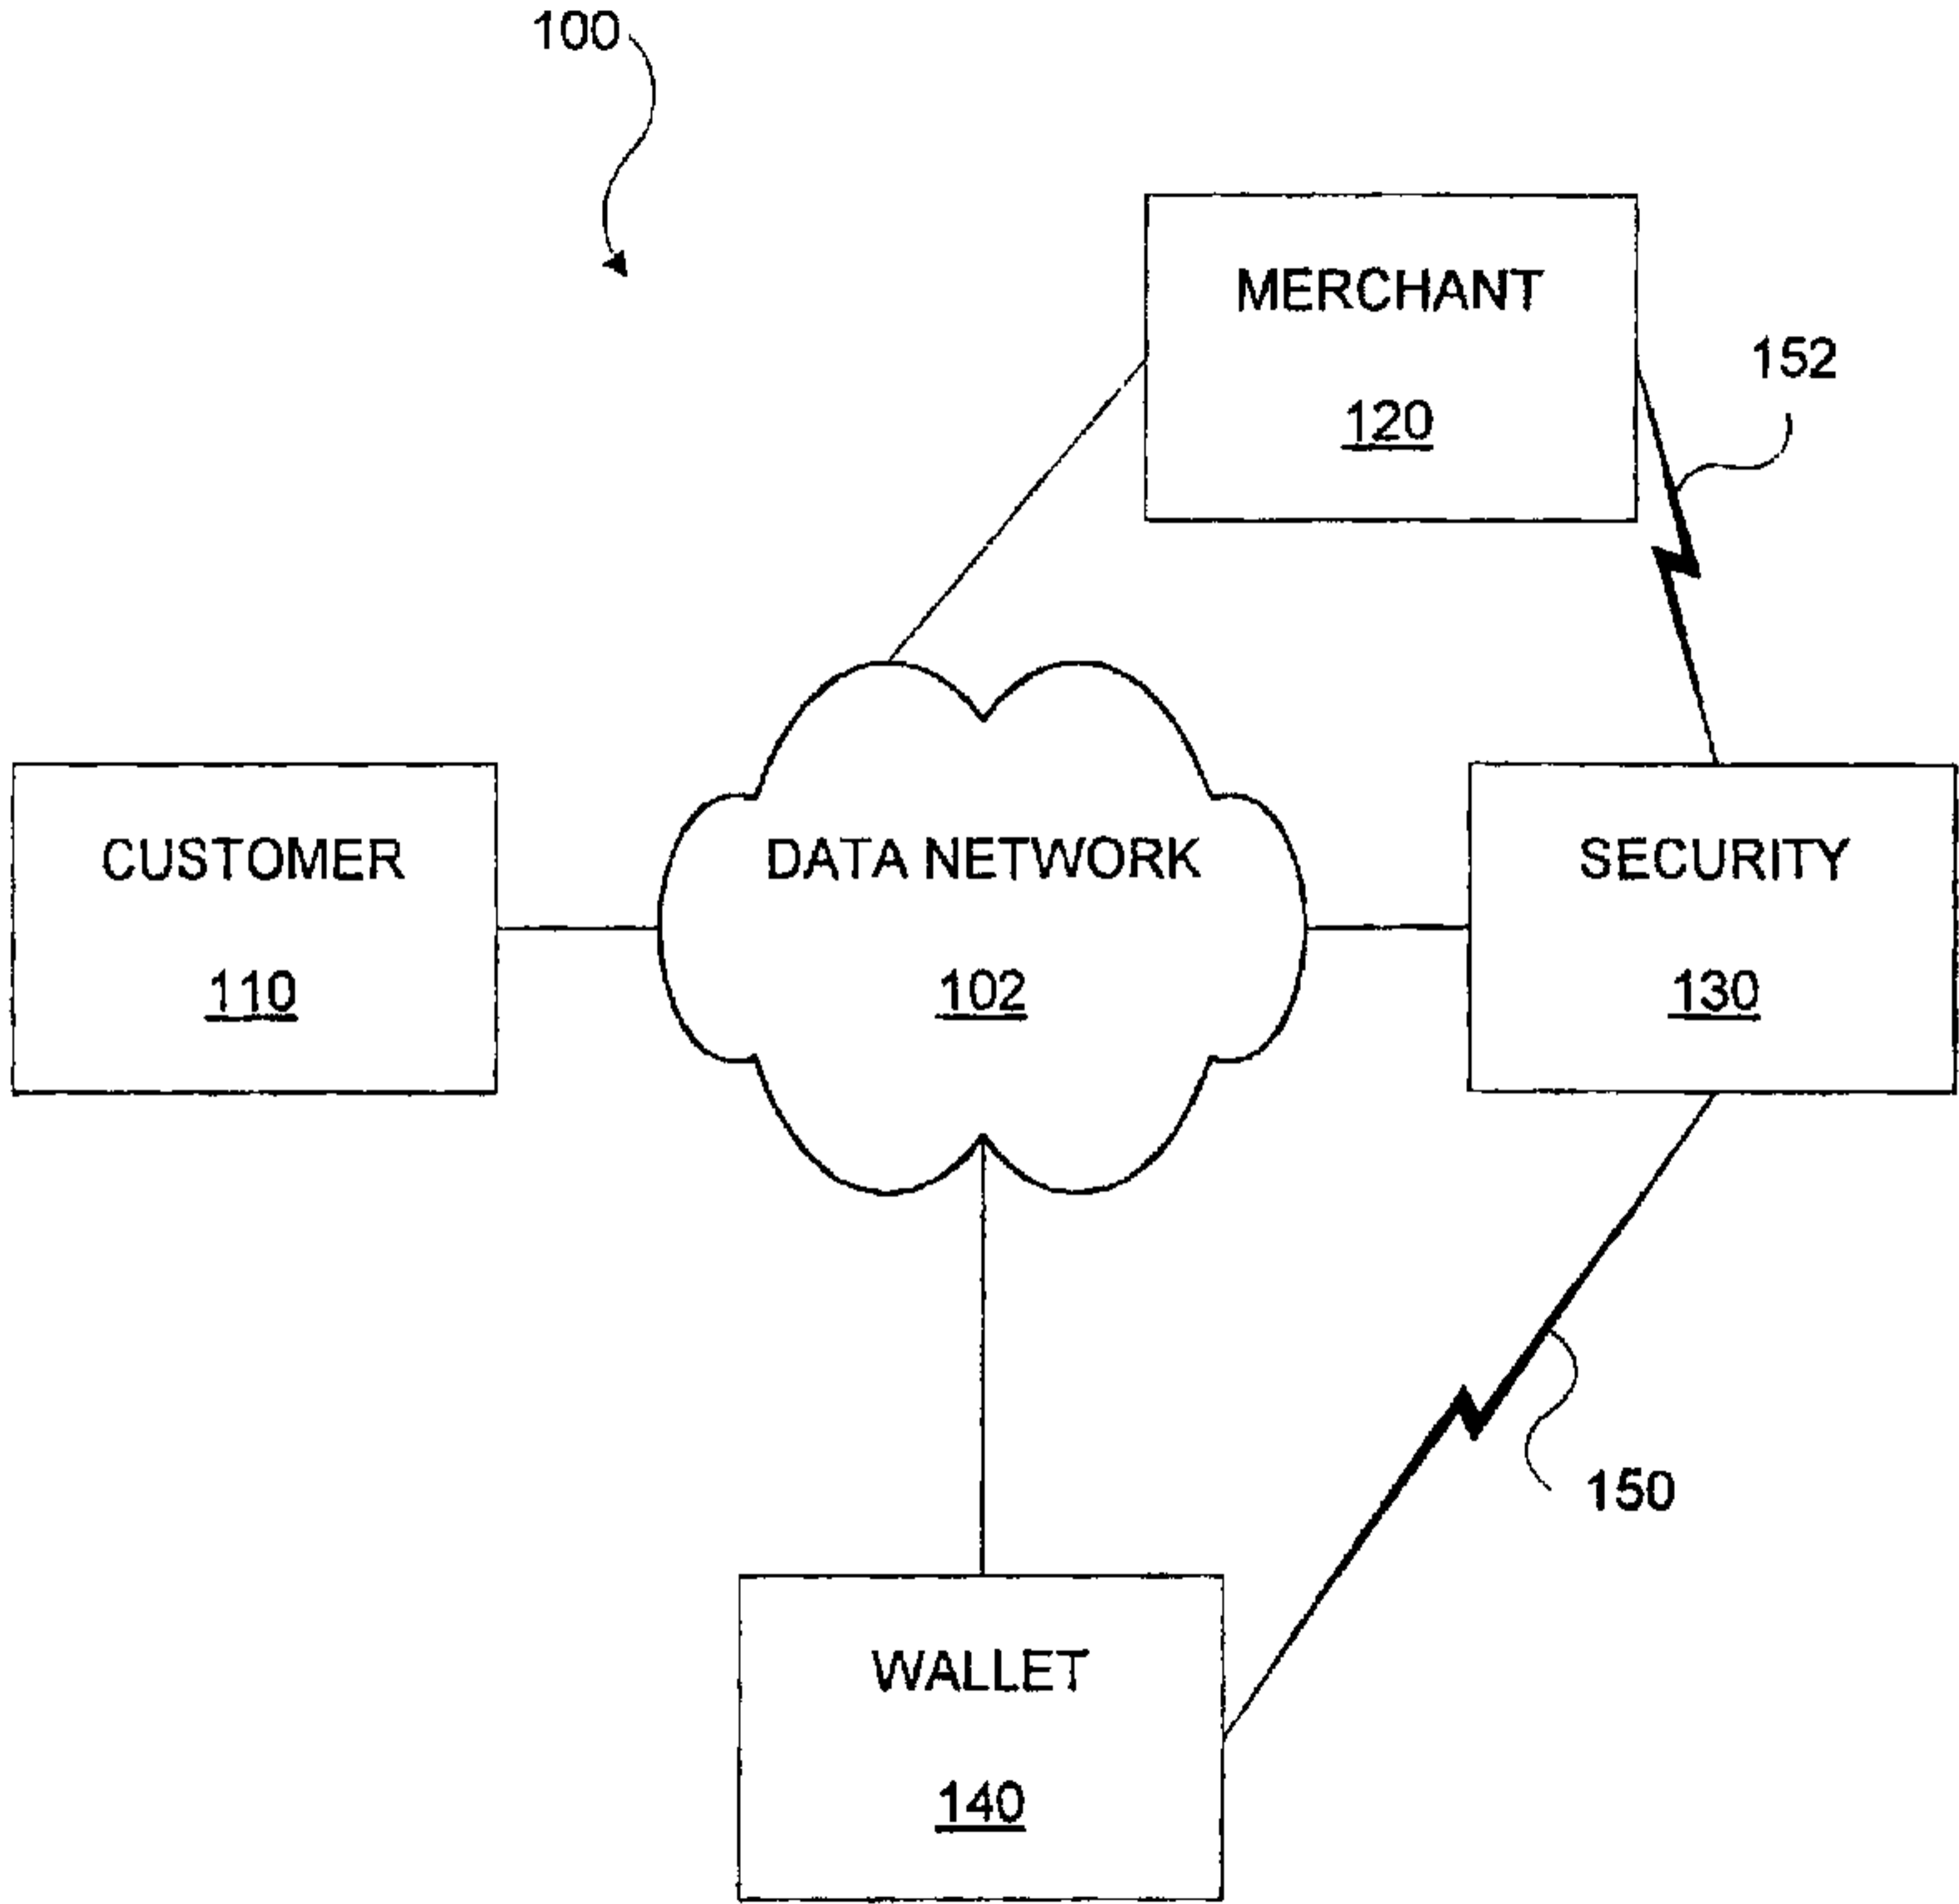 100
MERCHANT
120
152
CUSTOMER
110
DATA NETWORK
102
SECURITY
130
150
WALLET
140